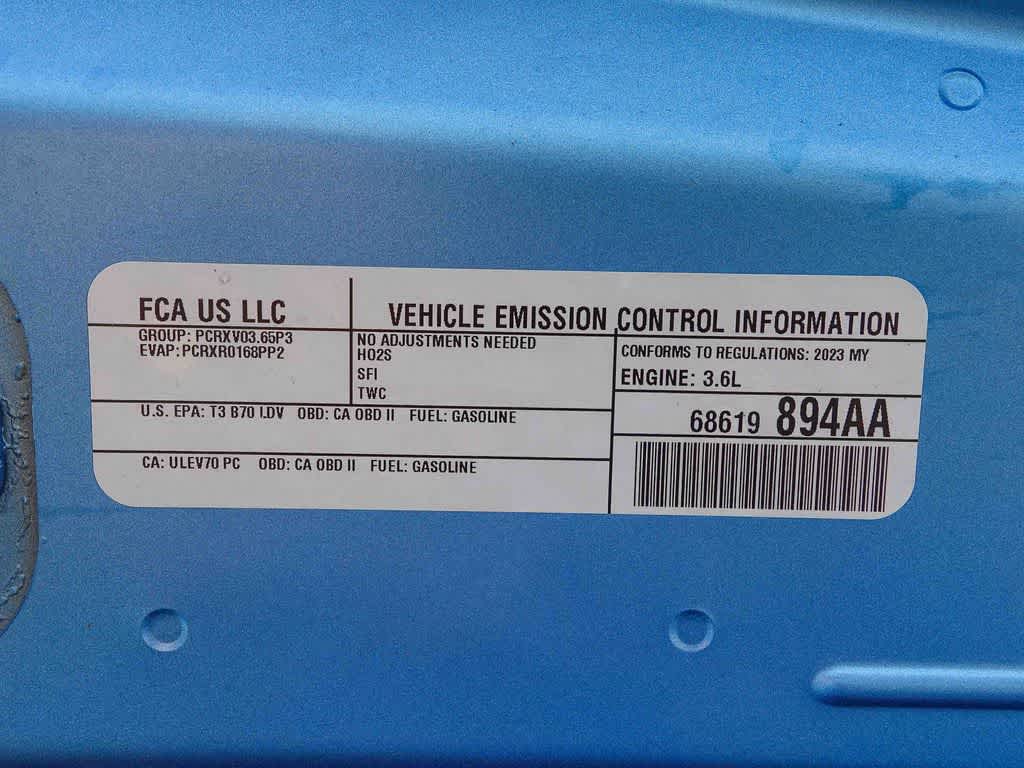 FCA US LLC
VEHICLE EMISSION CONTROL INFORMATION
GROUP: PCRXV03.65P3
EVAP: PCRXR0168PP2
NO ADJUSTMENTS NEEDED
HO2S
SFI
TWC
CONFORMS TO REGULATIONS: 2023 MY
ENGINE: 3.6L
U.S. EPA: T3 B70 LDV OBD: CA OBD II FUEL: GASOLINE
68619 894AA
CA: ULEV70 PC OBD: CA OBD II FUEL: GASOLINE